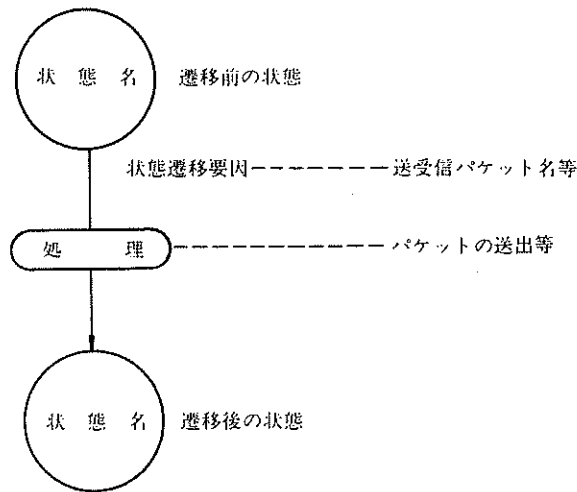 状態名 遷移前の状態
状態遷移要因-------送受信パケット名等
処理-----------パケットの送出等
状態名 遷移後の状態